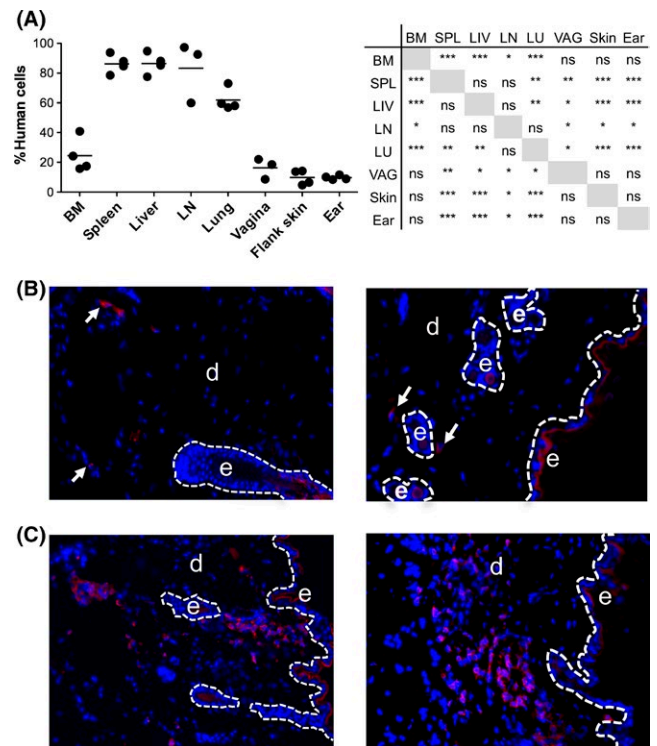 (A)
100
80
60
40
20
0
%Human cells
BM
Spleen
Liver
LN
Lung
Vagina
Flank skin
Ear
BM SPL LIV LN LU VAG Skin Ear
BM *** *** * *** ns ns ns
SPL *** ns ns ** ** *** ***
LIV *** ns ns ** * *** ***
LN * ns ns ns * * *
LU *** ** ** ns * *** ***
VAG ns ** * * * ns ns
Skin ns *** *** * *** ns ns
Ear ns *** *** * *** ns ns
(B)
d
e
d
e
e
e
e
e
(C)
d
e
e
d
e